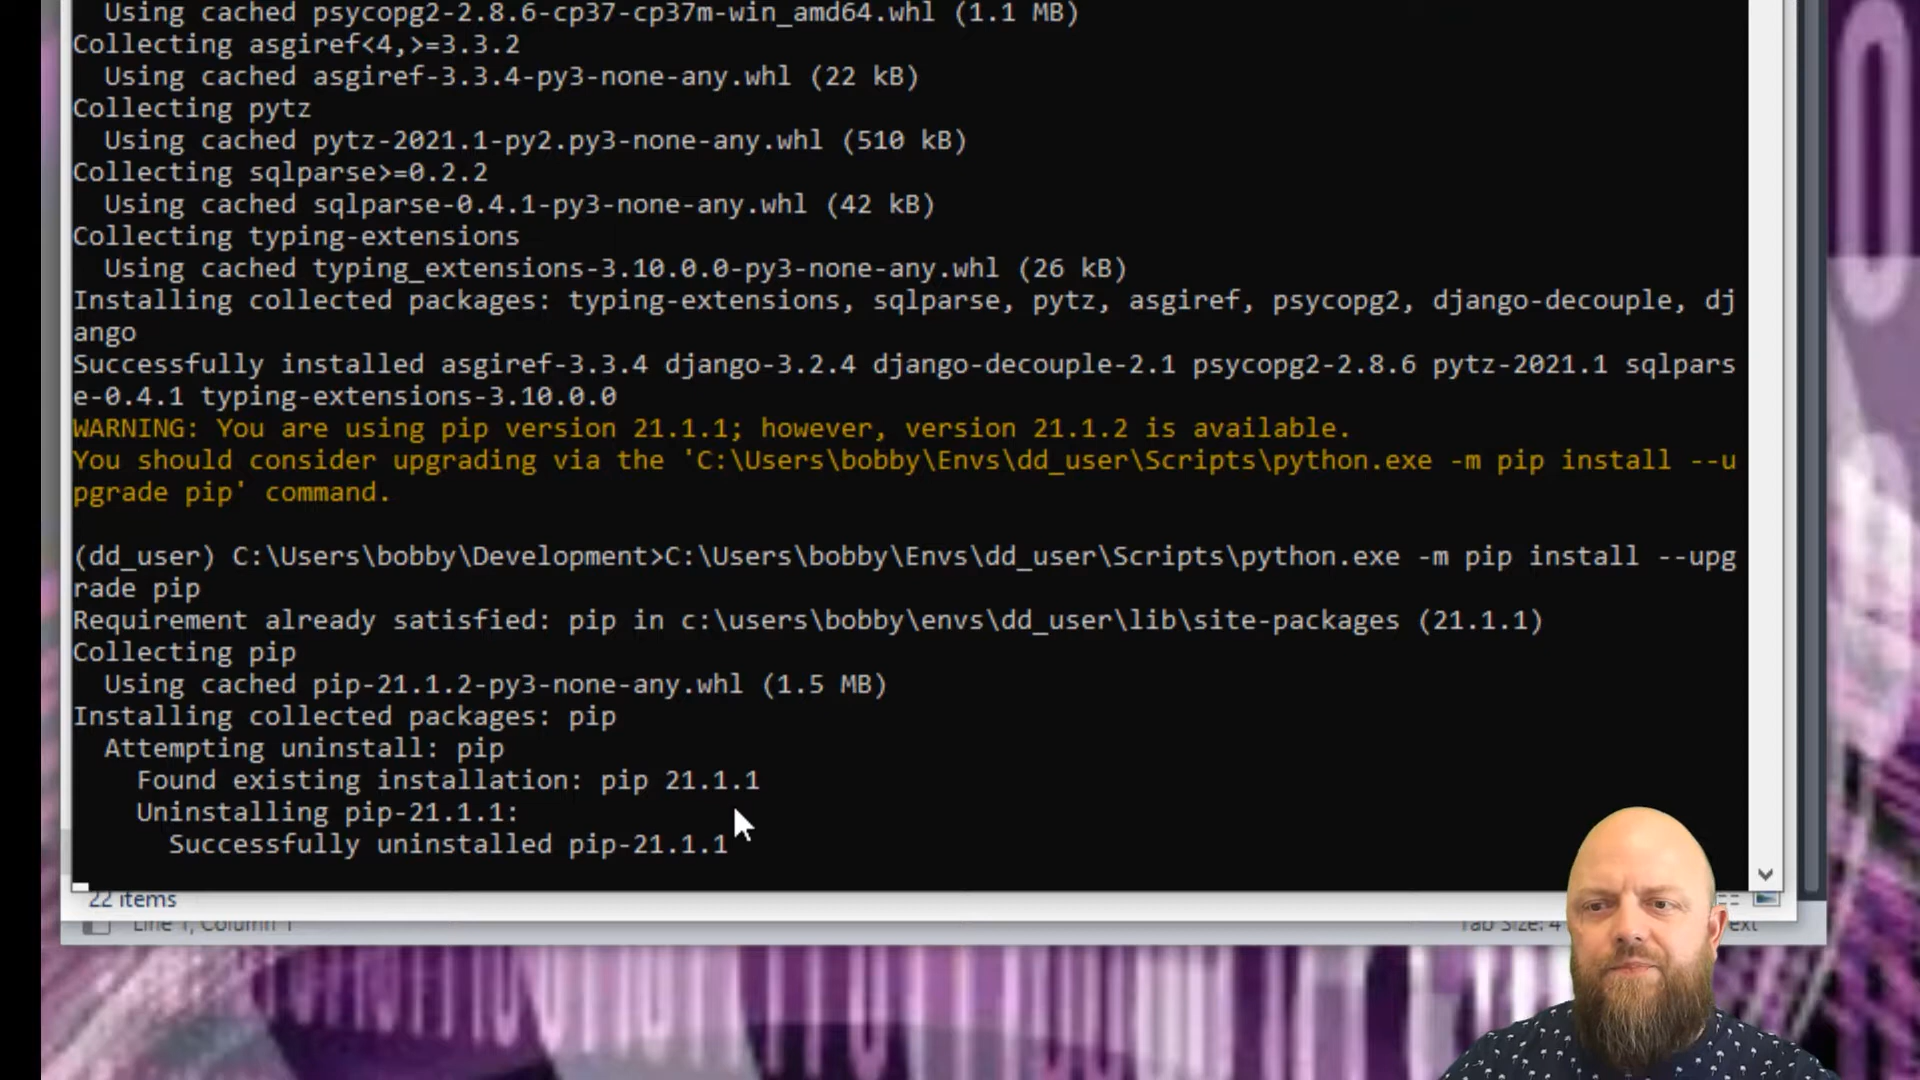 Using cached psycopg2-2.8.6-cp37-cp37m-win_amd64.whl (1.1 MB)
Collecting asgiref<4,>=3.3.2
Using cached asgiref-3.3.4-py3-none-any.whl (22 kB)
Collecting pytz
Using cached pytz-2021.1-py2.py3-none-any.whl (510 kB)
Collecting sqlparse>=0.2.2
Using cached sqlparse-0.4.1-py3-none-any.whl (42 kB)
Collecting typing-extensions
Using cached typing_extensions-3.10.0.0-py3-none-any.whl (26 kB)
Installing collected packages: typing-extensions, sqlparse, pytz, asgiref, psycopg2, django-decouple, dj
ango
Successfully installed asgiref-3.3.4 django-3.2.4 django-decouple-2.1 psycopg2-2.8.6 pytz-2021.1 sqlpars
e-0.4.1 typing-extensions-3.10.0.0
WARNING: You are using pip version 21.1.1; however, version 21.1.2 is available.
You should consider upgrading via the 'C:\Users\bobby\Envs\dd_user\Scripts\python.exe -m pip install --u
pgrade pip' command.
(dd_user) C:\Users\bobby\Development>C:\Users\bobby\Envs\dd_user\Scripts\python.exe -m pip install --upg
rade pip
Requirement already satisfied: pip in c:\users\bobby\envs\dd_user\lib\site-packages (21.1.1)
Collecting pip
Using cached pip-21.1.2-py3-none-any.whl (1.5 MB)
Installing collected packages: pip
Attempting uninstall: pip
Found existing installation: pip 21.1.1
Uninstalling pip-21.1.1:
Successfully uninstalled pip-21.1.1
22 items
Line 1, Column 1
Tab Size: 4